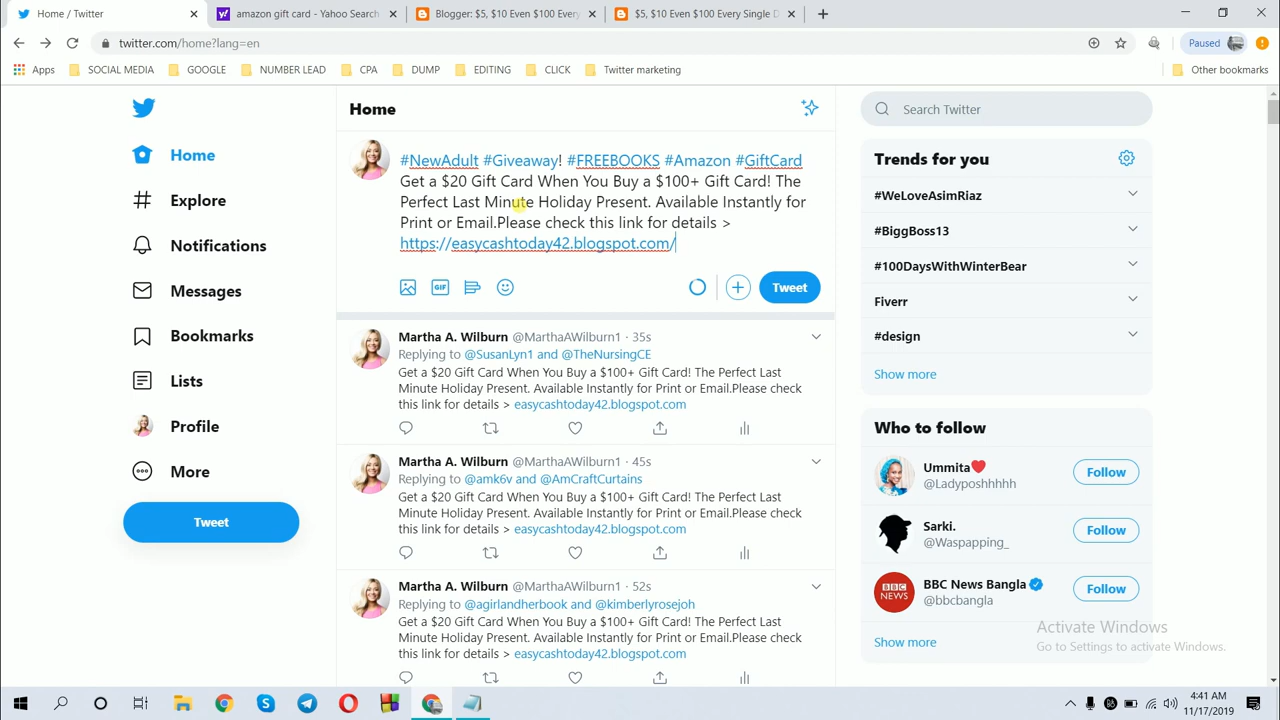 Home / Twitter
amazon gift card - Yahoo Search
Blogger: $5, $10 Even $100 Every
$5, $10 Even $100 Every Single D
twitter.com/home?lang=en
Paused
Apps
SOCIAL MEDIA
GOOGLE
NUMBER LEAD
CPA
DUMP
EDITING
CLICK
Twitter marketing
Other bookmarks
Home
Explore
Notifications
Messages
Bookmarks
Lists
Profile
More
Tweet
Home
#NewAdult #Giveaway! #FREEBOOKS #Amazon #GiftCard
Get a $20 Gift Card When You Buy a $100+ Gift Card! The
Perfect Last Minute Holiday Present. Available Instantly for
Print or Email.Please check this link for details >
https://easycashtoday42.blogspot.com/
GIF
Tweet
Martha A. Wilburn @MarthaAWilburn1 · 35s
Replying to @SusanLyn1 and @TheNursingCE
Get a $20 Gift Card When You Buy a $100+ Gift Card! The Perfect Last
Minute Holiday Present. Available Instantly for Print or Email.Please check
this link for details > easycashtoday42.blogspot.com
Martha A. Wilburn @MarthaAWilburn1 · 45s
Replying to @amk6v and @AmCraftCurtains
Get a $20 Gift Card When You Buy a $100+ Gift Card! The Perfect Last
Minute Holiday Present. Available Instantly for Print or Email.Please check
this link for details > easycashtoday42.blogspot.com
Martha A. Wilburn @MarthaAWilburn1 · 52s
Replying to @agirlandherbook and @kimberlyrosejoh
Get a $20 Gift Card When You Buy a $100+ Gift Card! The Perfect Last
Minute Holiday Present. Available Instantly for Print or Email.Please check
this link for details > easycashtoday42.blogspot.com
Search Twitter
Trends for you
#WeLoveAsimRiaz
#BiggBoss13
#100DaysWithWinterBear
Fiverr
#design
Show more
Who to follow
Ummita
@Ladyposhhhhh
Follow
Sarki.
@Waspapping_
Follow
BBC
NEWS
BBC News Bangla
@bbcbangla
Follow
Show more
Activate Windows
Go to Settings to activate Windows.
4:41 AM
11/17/2019